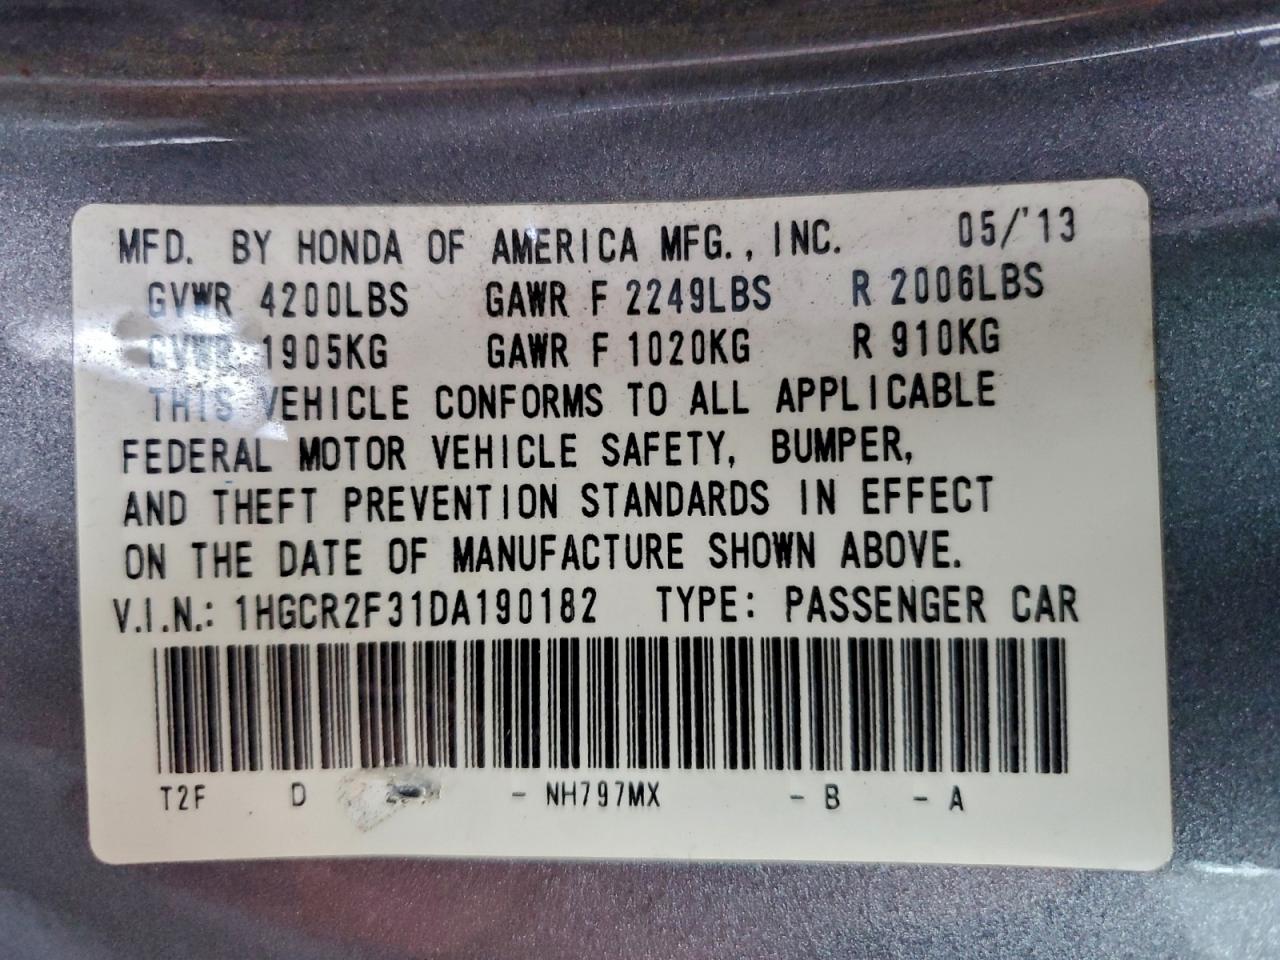 MFD. BY HONDA OF AMERICA MFG., INC. 05/'13
GVWR 4200LBS GAWR F 2249LBS R 2006LBS
GVWR 1905KG GAWR F 1020KG R 910KG
THIS VEHICLE CONFORMS TO ALL APPLICABLE
FEDERAL MOTOR VEHICLE SAFETY, BUMPER,
AND THEFT PREVENTION STANDARDS IN EFFECT
ON THE DATE OF MANUFACTURE SHOWN ABOVE.
V.I.N.: 1HGCR2F31DA190182 TYPE: PASSENGER CAR
T2F D - NH797MX - B - A